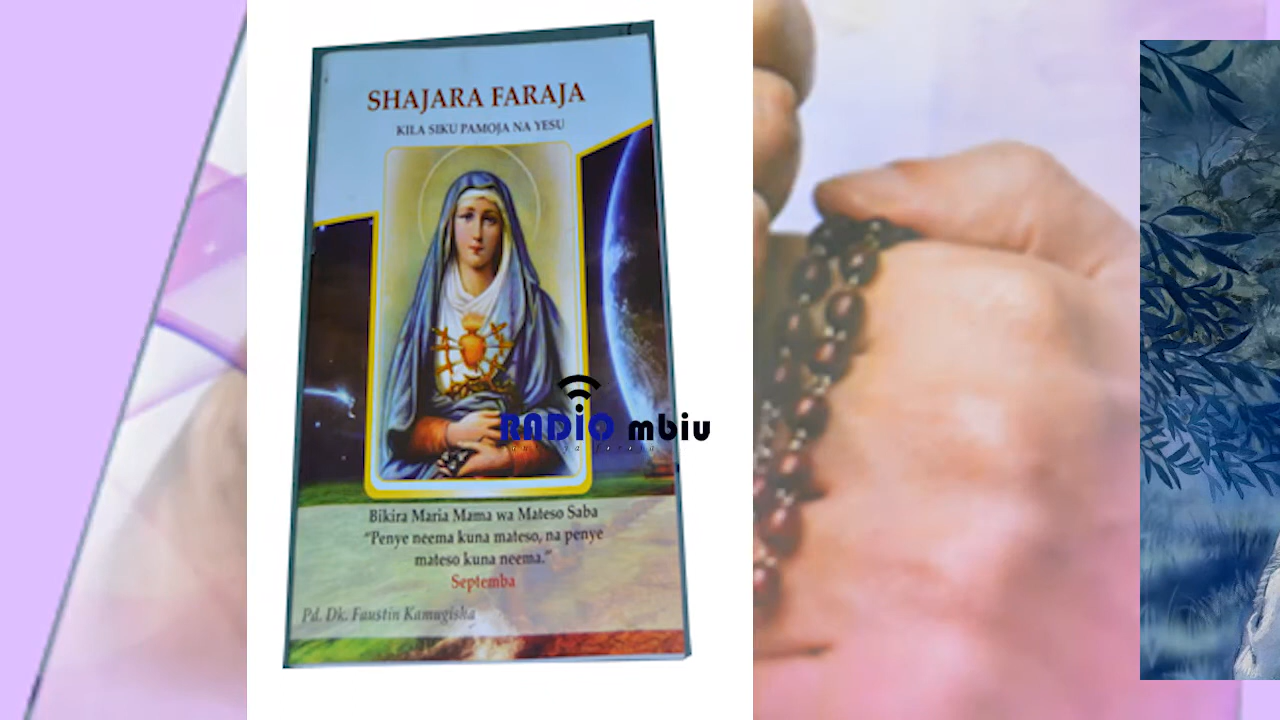 SHAJARA FARAJA
KILA SIKU PAMOJA NA YESU
RADIO mbiu
Bikira Maria Mama wa Mateso Saba
“Penye neema kuna mateso, na penye
mateso kuna neema.”
Septemba
Pd. Dk. Faustin Kamugisha